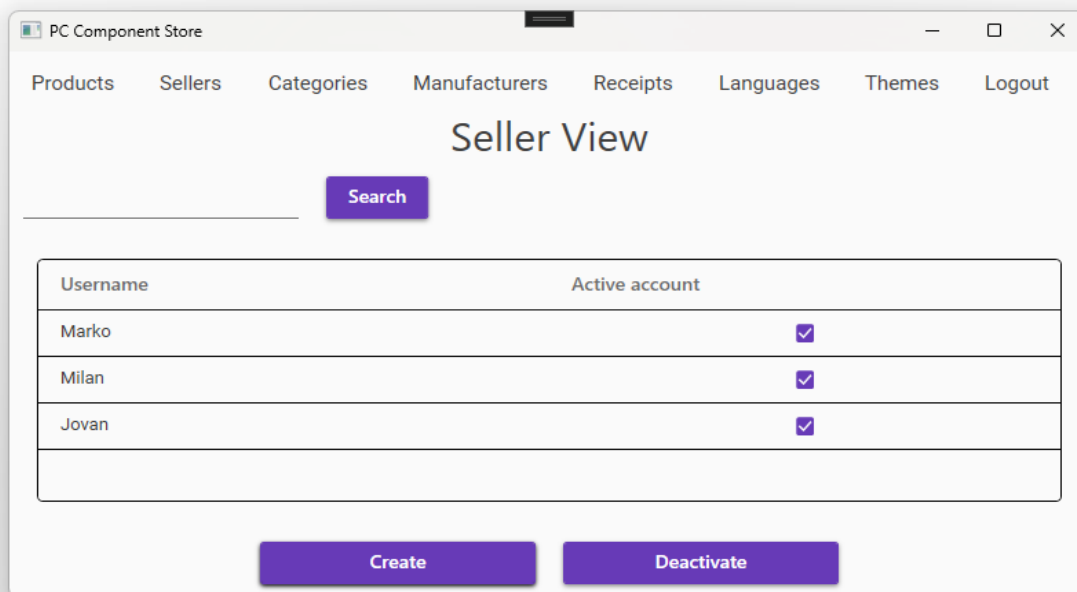 PC Component Store
Products Sellers Categories Manufacturers Receipts Languages Themes Logout
Seller View
Search
Username Active account
Marko
Milan
Jovan
Create Deactivate